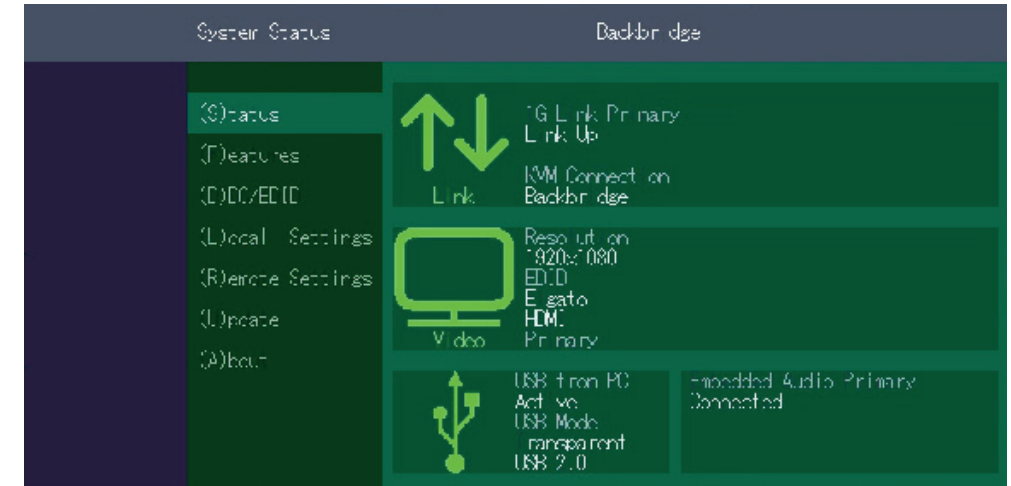 System Status
Backbridge
(S)tatus
(F)eatures
(D)DC/EDID
(L)ocal Settings
(R)emote Settings
(U)pdate
(A)bout
1G Link Primary
Link Up
KVM Connection
Backbridge
Link
Resolution
1920x1080
EDID
Elgato
HDMI
Primary
Video
USB from PC
Active
USB Mode
Transparent
USB 2.0
Embedded Audio Primary
Connected